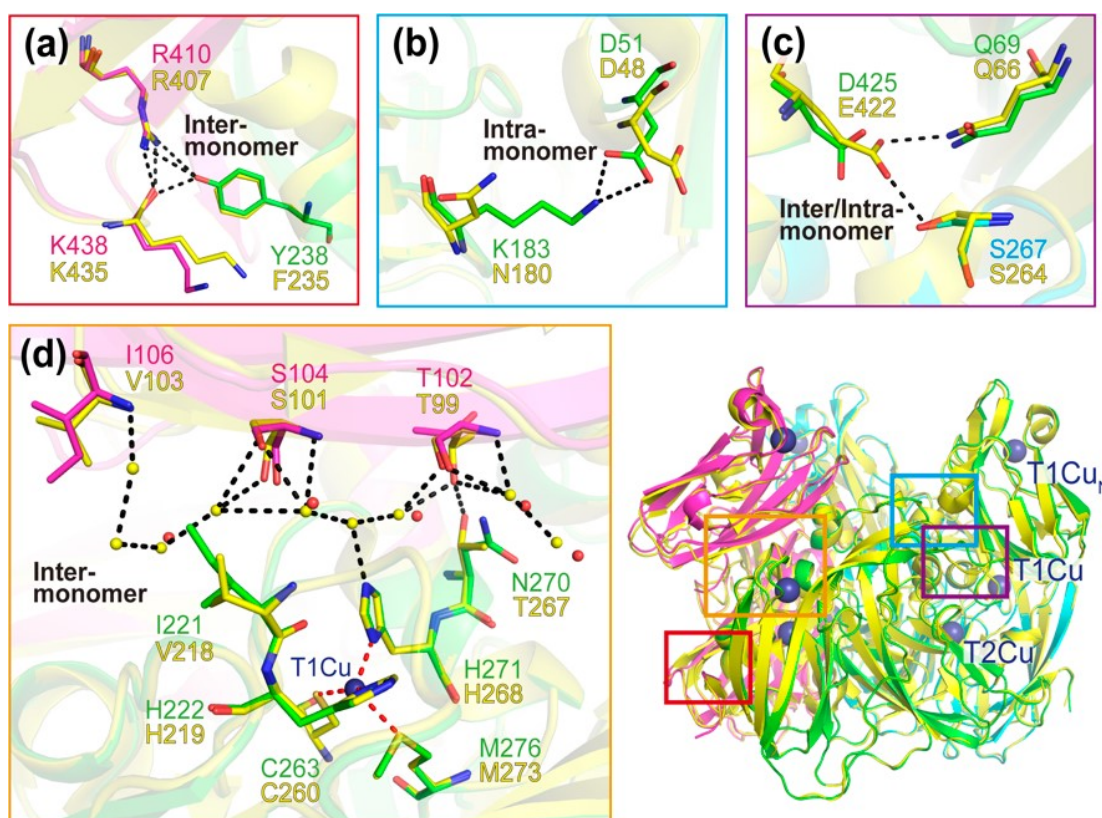 (a)
R410
R407
Inter-
monomer
K438
K435
Y238
F235
(b)
D51
D48
Intra-
monomer
K183
N180
(c)
Q69
Q66
D425
E422
Inter/Intra-
monomer
S267
S264
(d)
I106
V103
S104
S101
T102
T99
Inter-
monomer
I221
V218
N270
T267
T1Cu
H222
H219
H271
H268
C263
C260
M276
M273
T1Cu
T1Cu
T2Cu